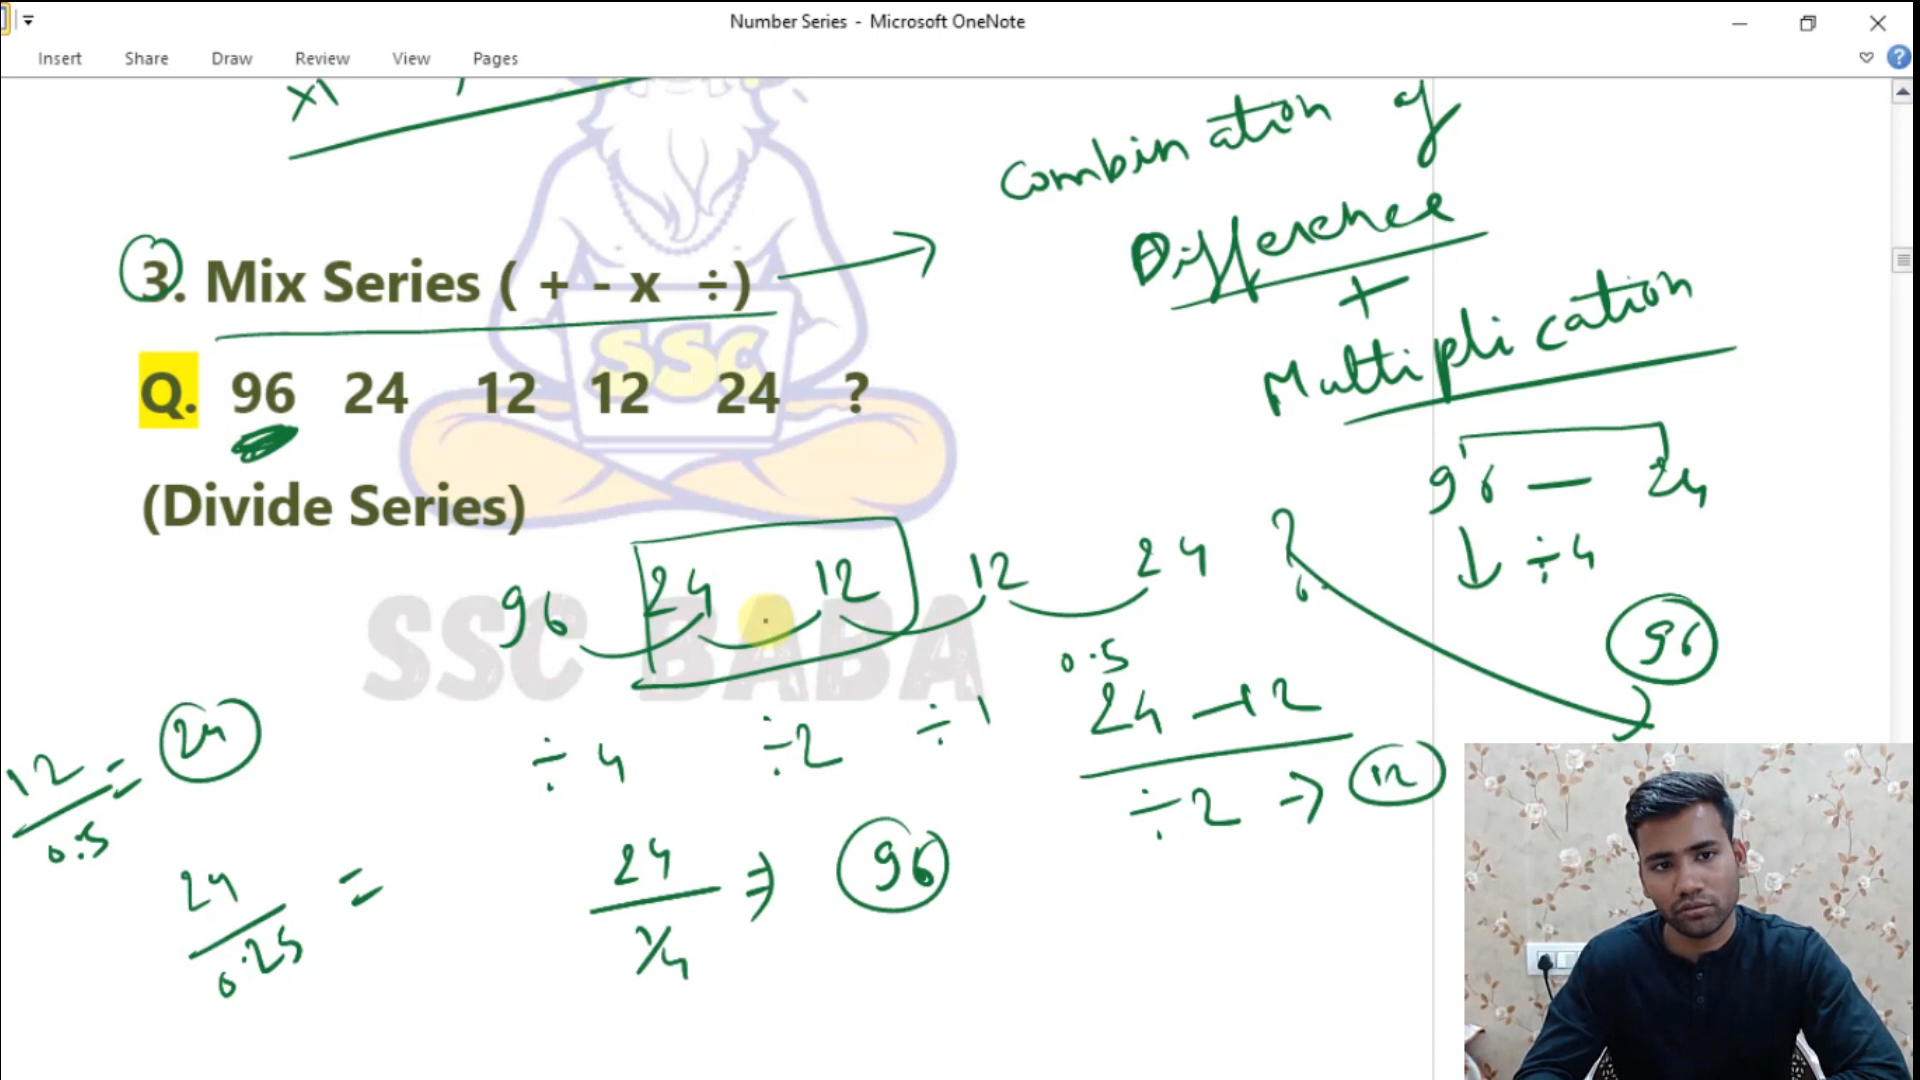 Number Series - Microsoft OneNote
Insert Share Draw Review View Pages
x1
Combination of
Difference
+
Multiplication
3. Mix Series ( + - x ÷)
SSC
Q. 96 24 12 12 24 ?
(Divide Series)
96 — 24
÷4
96
96 24 12 12 24 ?
SSC BABA
0.5
24 - 12
÷2 → 12
÷ 4 ÷2 ÷1
12/0.5 = 24
24/0.25 =
24/¼ ⇒ 96